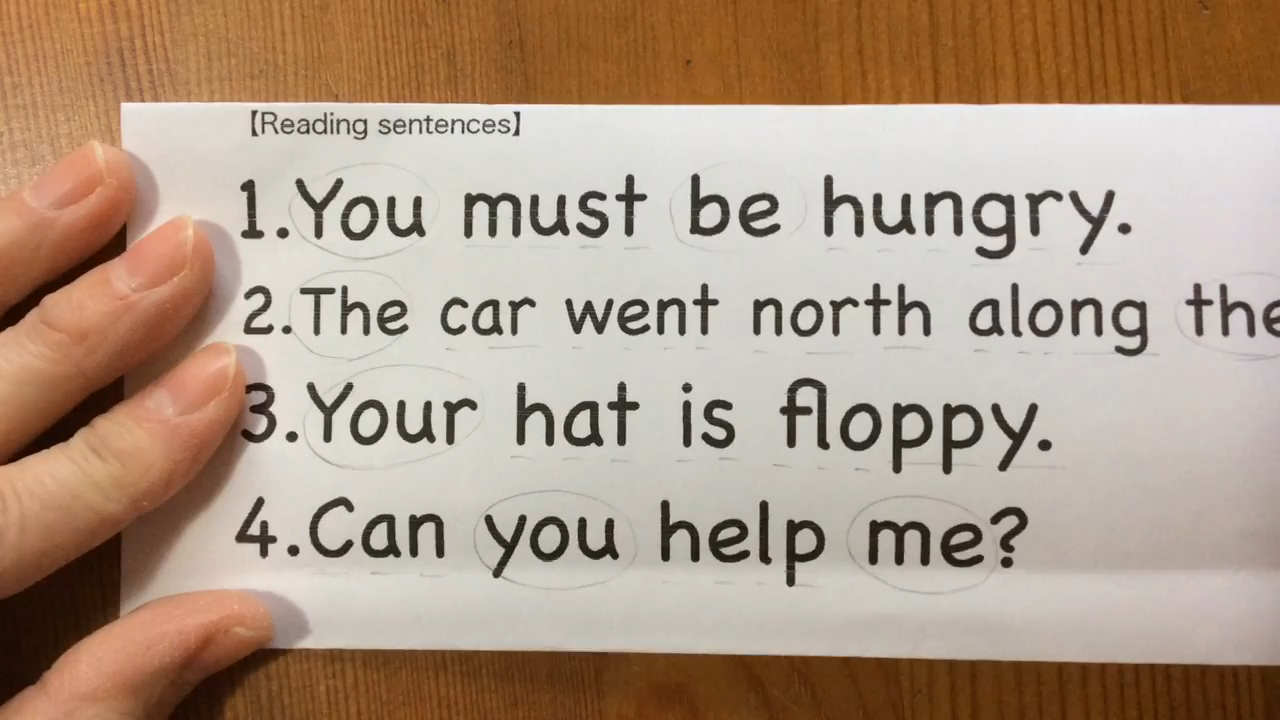 【Reading sentences】
1.You must be hungry.
2.The car went north along the
3.Your hat is floppy.
4.Can you help me?